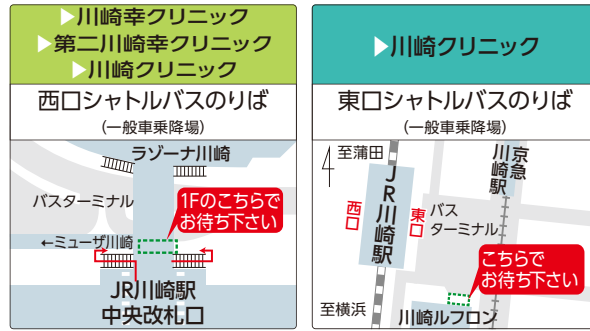 ▶川崎幸クリニック
▶第二川崎幸クリニック
▶川崎クリニック
西口シャトルバスのりば
(一般車乗降場)
ラゾーナ川崎
バスターミナル
1Fのこちらで
お待ち下さい
←ミューザ川崎
JR川崎駅
中央改札口
▶川崎クリニック
東口シャトルバスのりば
(一般車乗降場)
至蒲田
京急
川崎駅
JR川崎駅
西口
東口
バス
ターミナル
こちらで
お待ち下さい
至横浜
川崎ルフロン